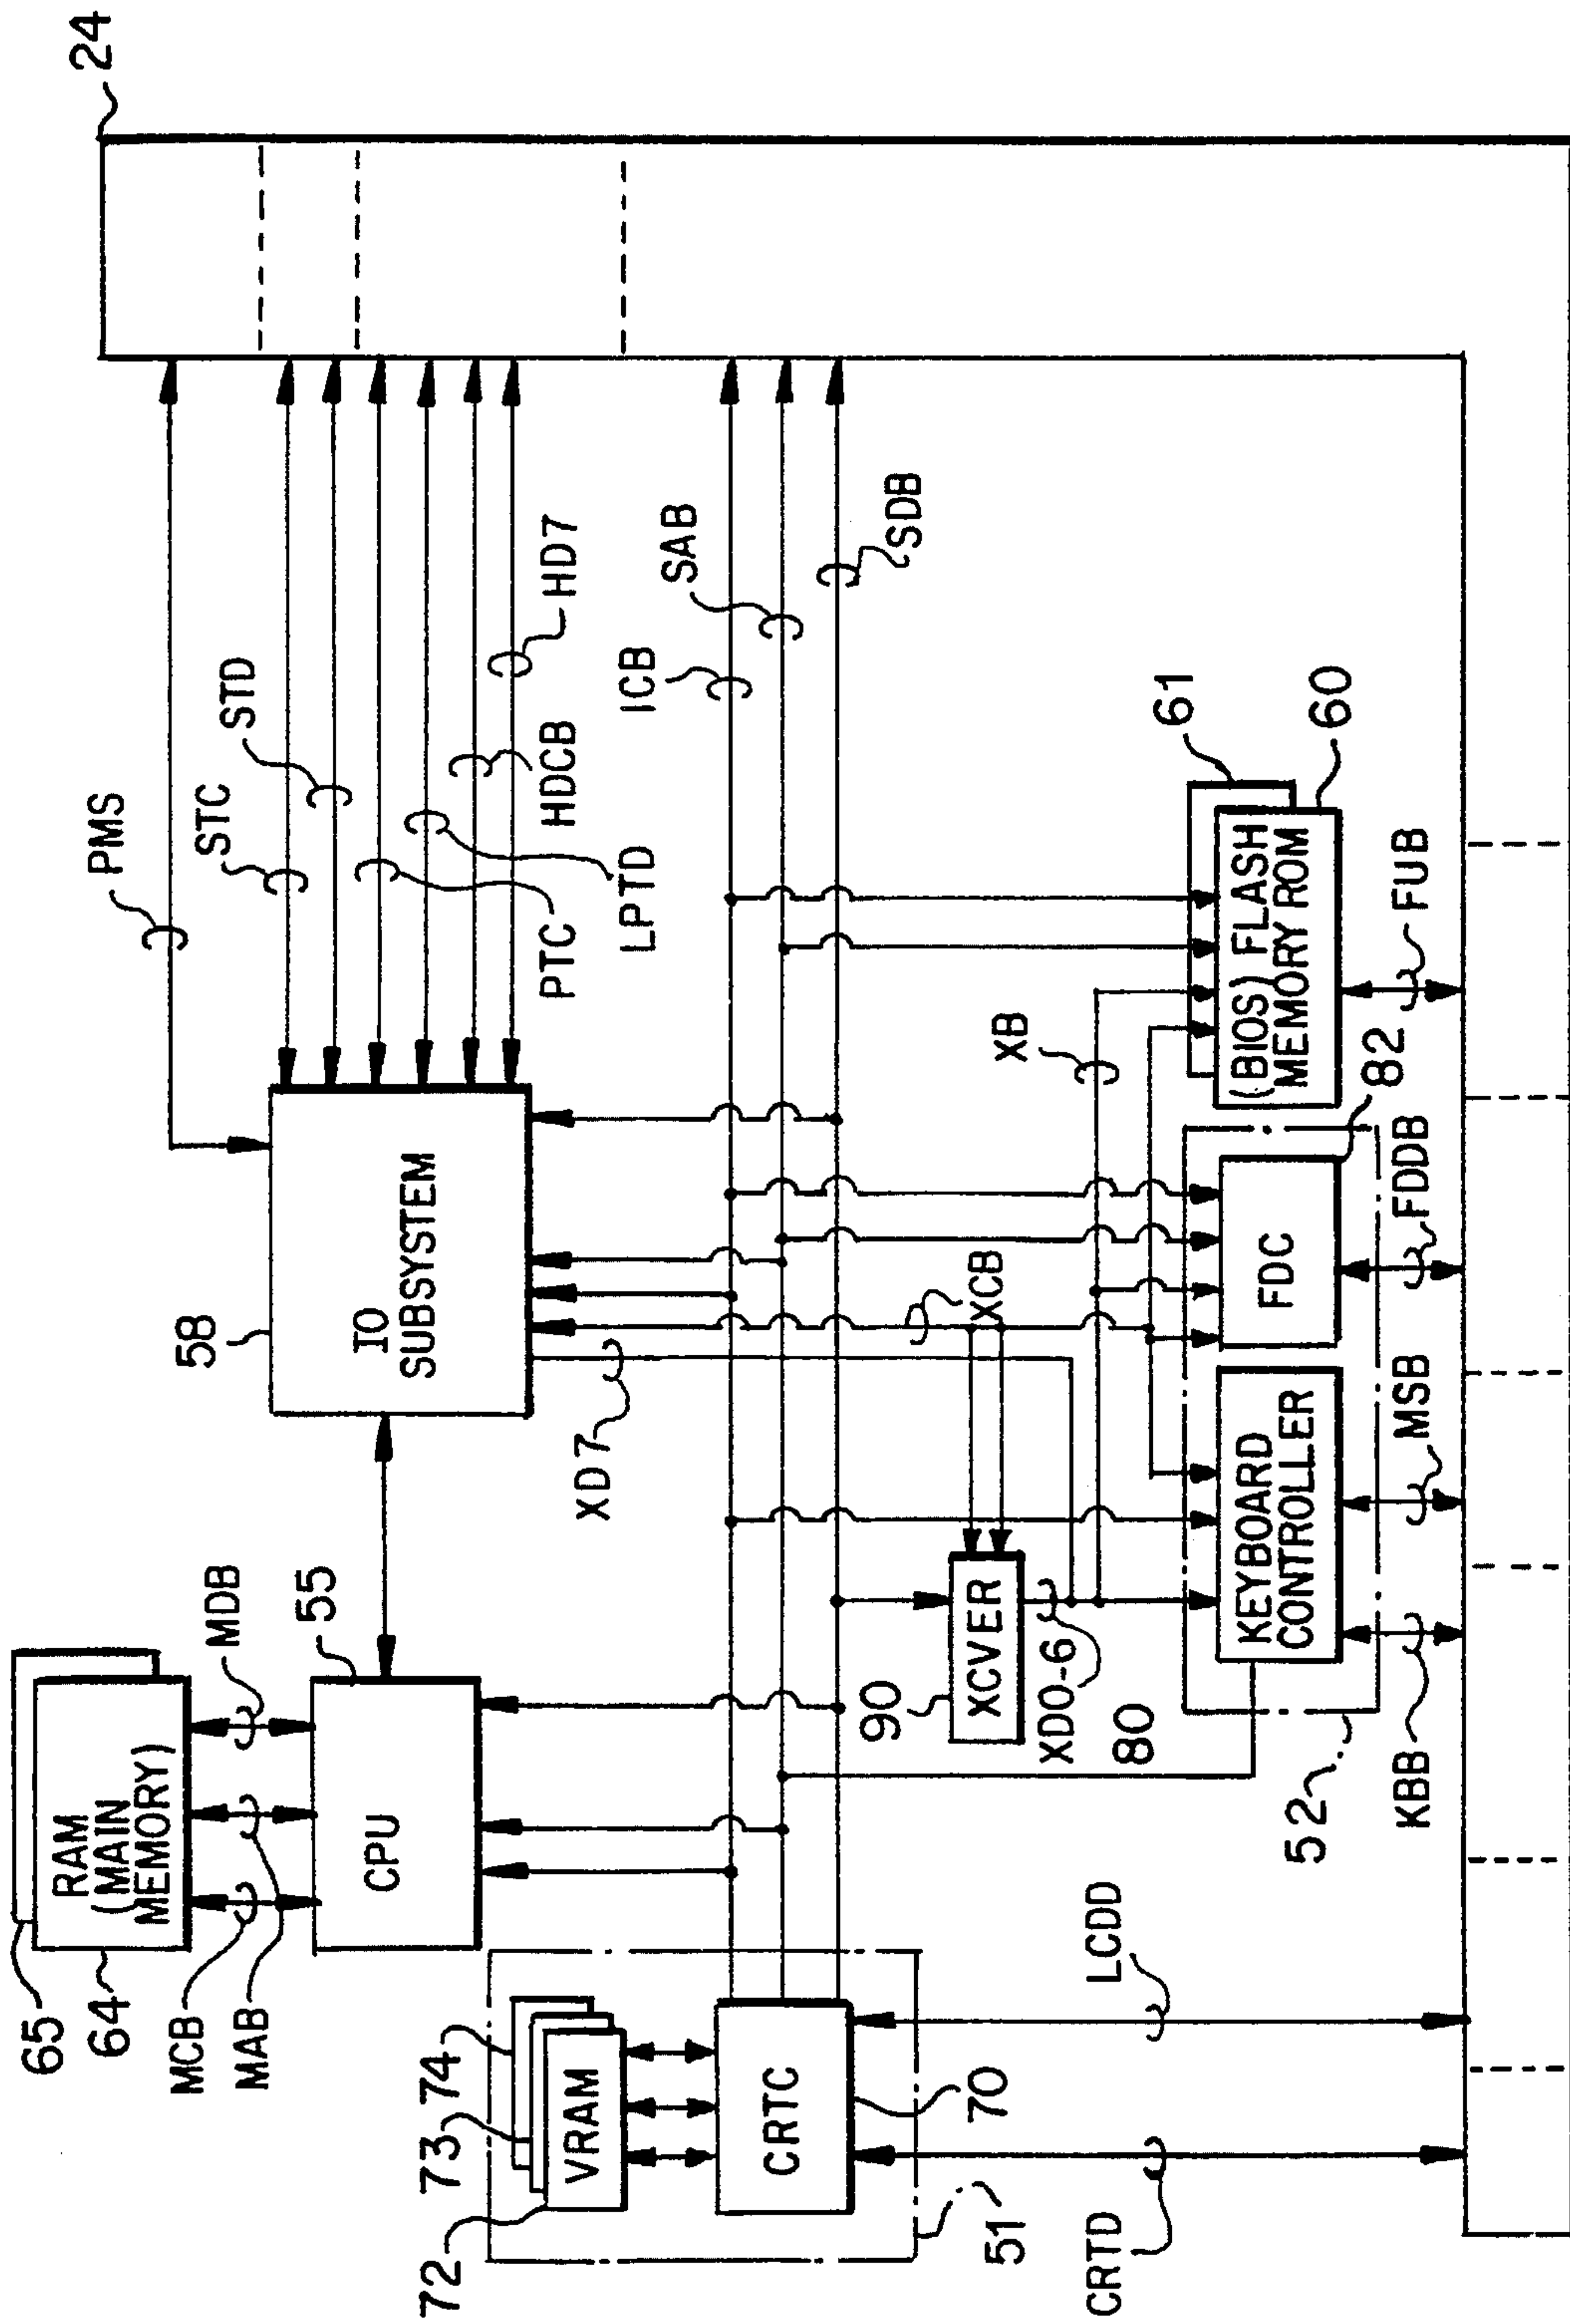 24
65
64
RAM
(MAIN
MEMORY)
MCB
MAB
MDB
55
CPU
58
IO
SUBSYSTEM
PMS
STC
STD
PTC
LPTD
HDCB
HD7
ICB
SAB
SDB
72
73
74
VRAM
CRTC
70
51
XD7
XCB
90
XCVER
XD0-6
80
XB
61
60
(BIOS) FLASH
MEMORY ROM
82
KEYBOARD
CONTROLLER
FDC
52
CRTD
LCDD
KBB
MSB
FDDB
FUB